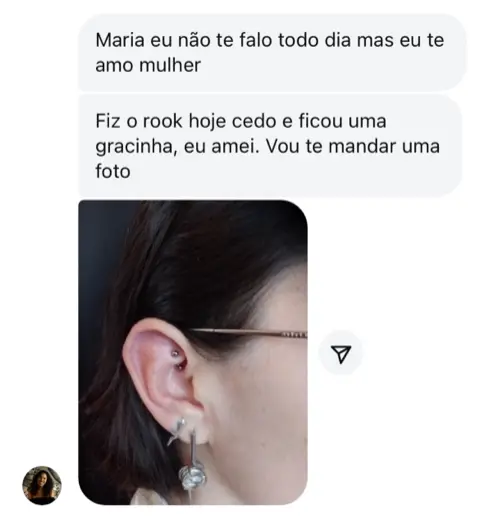 Maria eu não te falo todo dia mas eu te
amo mulher
Fiz o rook hoje cedo e ficou uma
gracinha, eu amei. Vou te mandar uma
foto